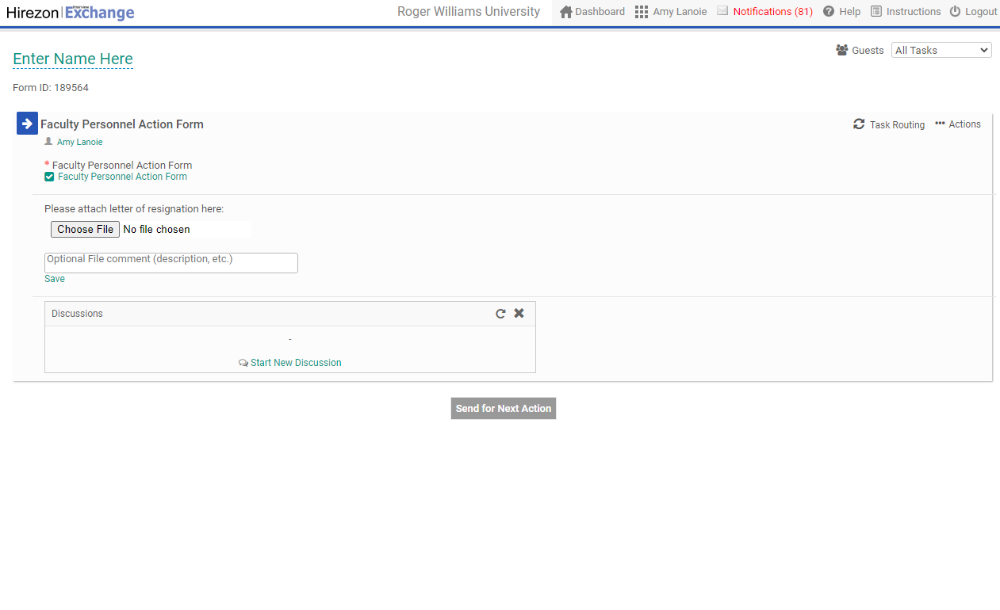 Hirezon Interview Exchange Roger Williams University Dashboard Amy Lanoie Notifications (81) Help Instructions Logout
Guests All Tasks
Enter Name Here
Form ID: 189564
Faculty Personnel Action Form Task Routing Actions
Amy Lanoie
* Faculty Personnel Action Form
Faculty Personnel Action Form
Please attach letter of resignation here:
Choose File No file chosen
Optional File comment (description, etc.)
Save
Discussions
-
Start New Discussion
Send for Next Action